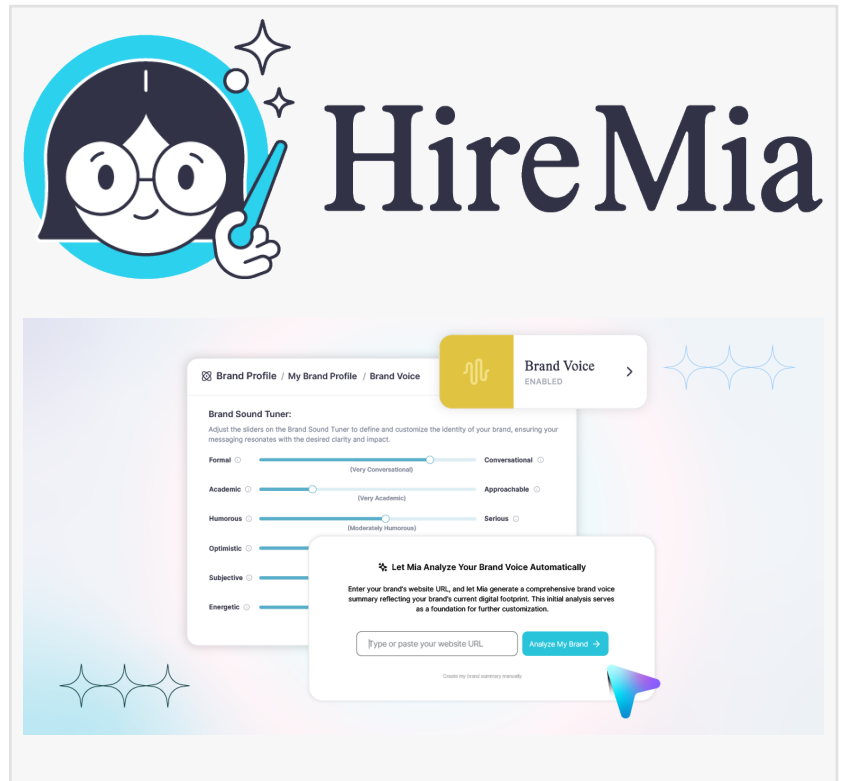 Hire Mia
Brand Profile / My Brand Profile / Brand Voice
Brand Voice
ENABLED
Brand Sound Tuner:
Adjust the sliders on the Brand Sound Tuner to define and customize the identity of your brand, ensuring your
messaging resonates with the desired clarity and impact.
Formal
Conversational
(Very Conversational)
Academic
Approachable
(Very Academic)
Humorous
Serious
(Moderately Humorous)
Optimistic
Subjective
Energetic
Let Mia Analyze Your Brand Voice Automatically
Enter your brand's website URL, and let Mia generate a comprehensive brand voice
summary reflecting your brand's current digital footprint. This initial analysis serves
as a foundation for further customization.
Type or paste your website URL
Analyze My Brand →
Create my brand summary manually